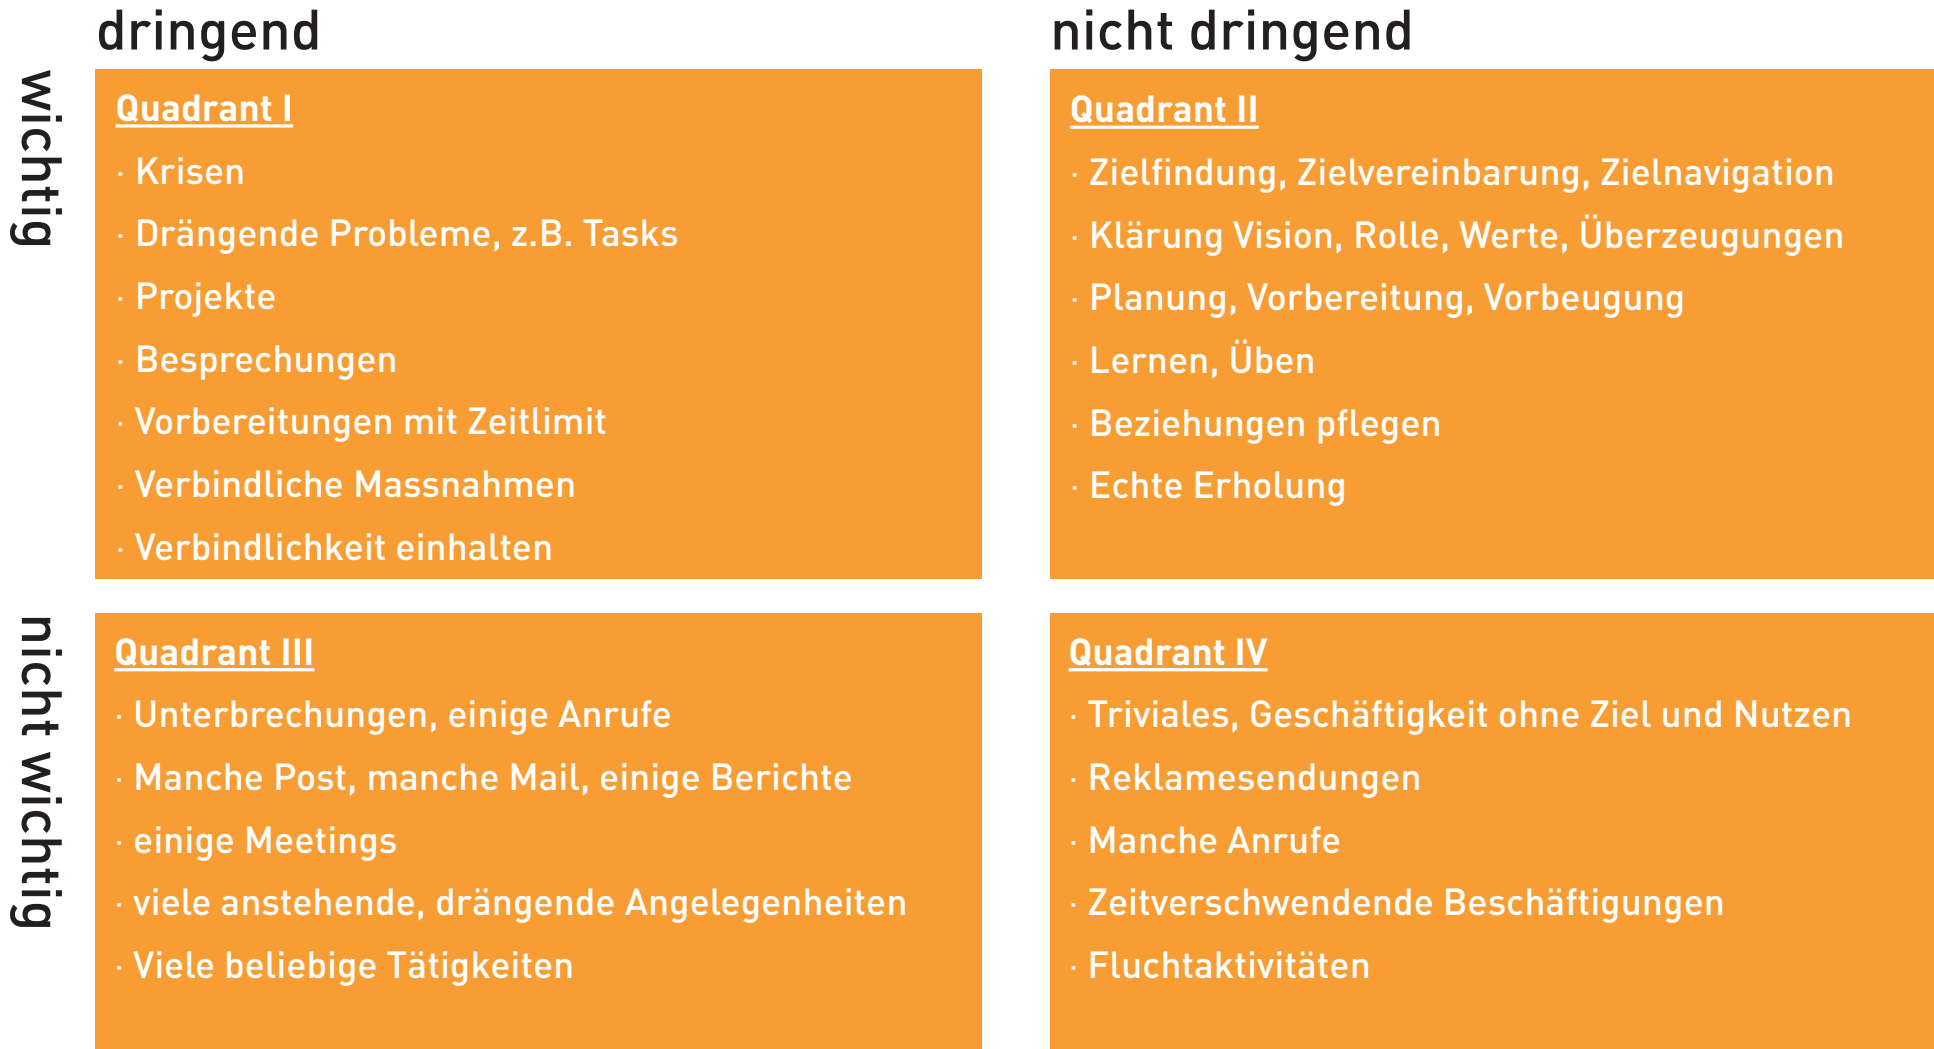 dringend
nicht dringend
wichtig
Quadrant I
· Krisen
· Drängende Probleme, z.B. Tasks
· Projekte
· Besprechungen
· Vorbereitungen mit Zeitlimit
· Verbindliche Massnahmen
· Verbindlichkeit einhalten
Quadrant II
· Zielfindung, Zielvereinbarung, Zielnavigation
· Klärung Vision, Rolle, Werte, Überzeugungen
· Planung, Vorbereitung, Vorbeugung
· Lernen, Üben
· Beziehungen pflegen
· Echte Erholung
nicht wichtig
Quadrant III
· Unterbrechungen, einige Anrufe
· Manche Post, manche Mail, einige Berichte
· einige Meetings
· viele anstehende, drängende Angelegenheiten
· Viele beliebige Tätigkeiten
Quadrant IV
· Triviales, Geschäftigkeit ohne Ziel und Nutzen
· Reklamesendungen
· Manche Anrufe
· Zeitverschwendende Beschäftigungen
· Fluchtaktivitäten